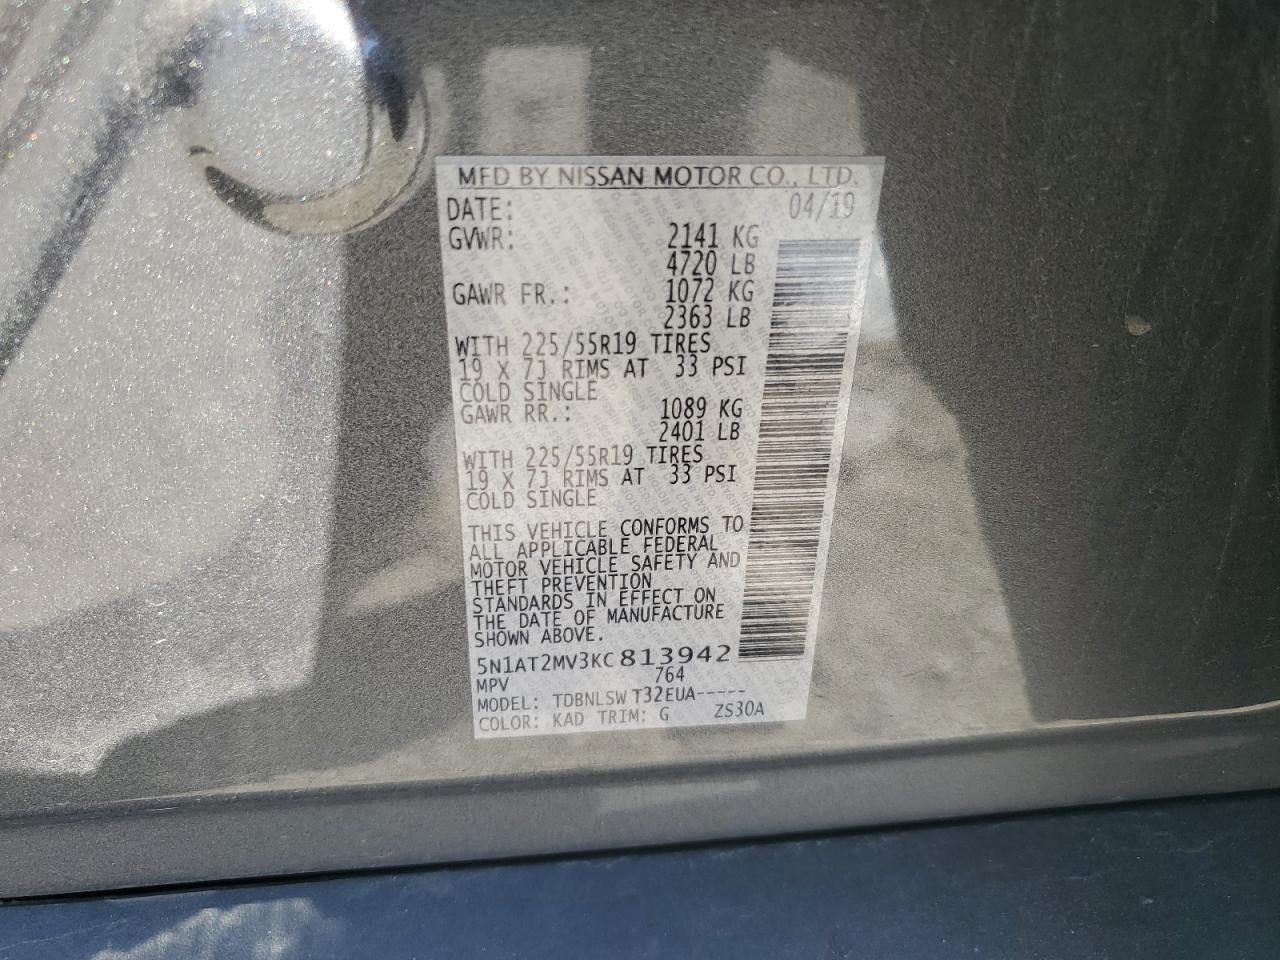 MFD BY NISSAN MOTOR CO., LTD.
DATE: 04/19
GVWR: 2141 KG
4720 LB
GAWR FR.: 1072 KG
2363 LB
WITH 225/55R19 TIRES
19 X 7J RIMS AT 33 PSI
COLD SINGLE
GAWR RR.: 1089 KG
2401 LB
WITH 225/55R19 TIRES
19 X 7J RIMS AT 33 PSI
COLD SINGLE
THIS VEHICLE CONFORMS TO
ALL APPLICABLE FEDERAL
MOTOR VEHICLE SAFETY AND
THEFT PREVENTION
STANDARDS IN EFFECT ON
THE DATE OF MANUFACTURE
SHOWN ABOVE.
5N1AT2MV3KC813942
MPV 764
MODEL: TDBNLSW T32EUA-----
COLOR: KAD TRIM: G ZS30A